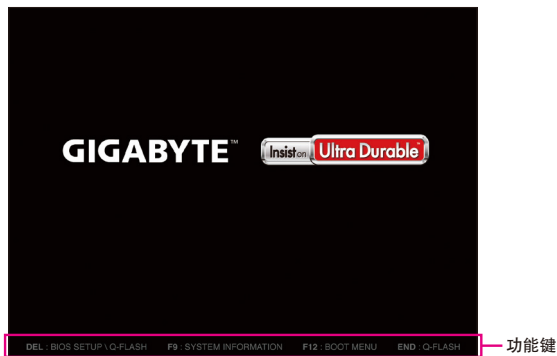 GIGABYTE™ Insist on Ultra Durable™
DEL : BIOS SETUP \ Q-FLASH F9 : SYSTEM INFORMATION F12 : BOOT MENU END : Q-FLASH
功能键